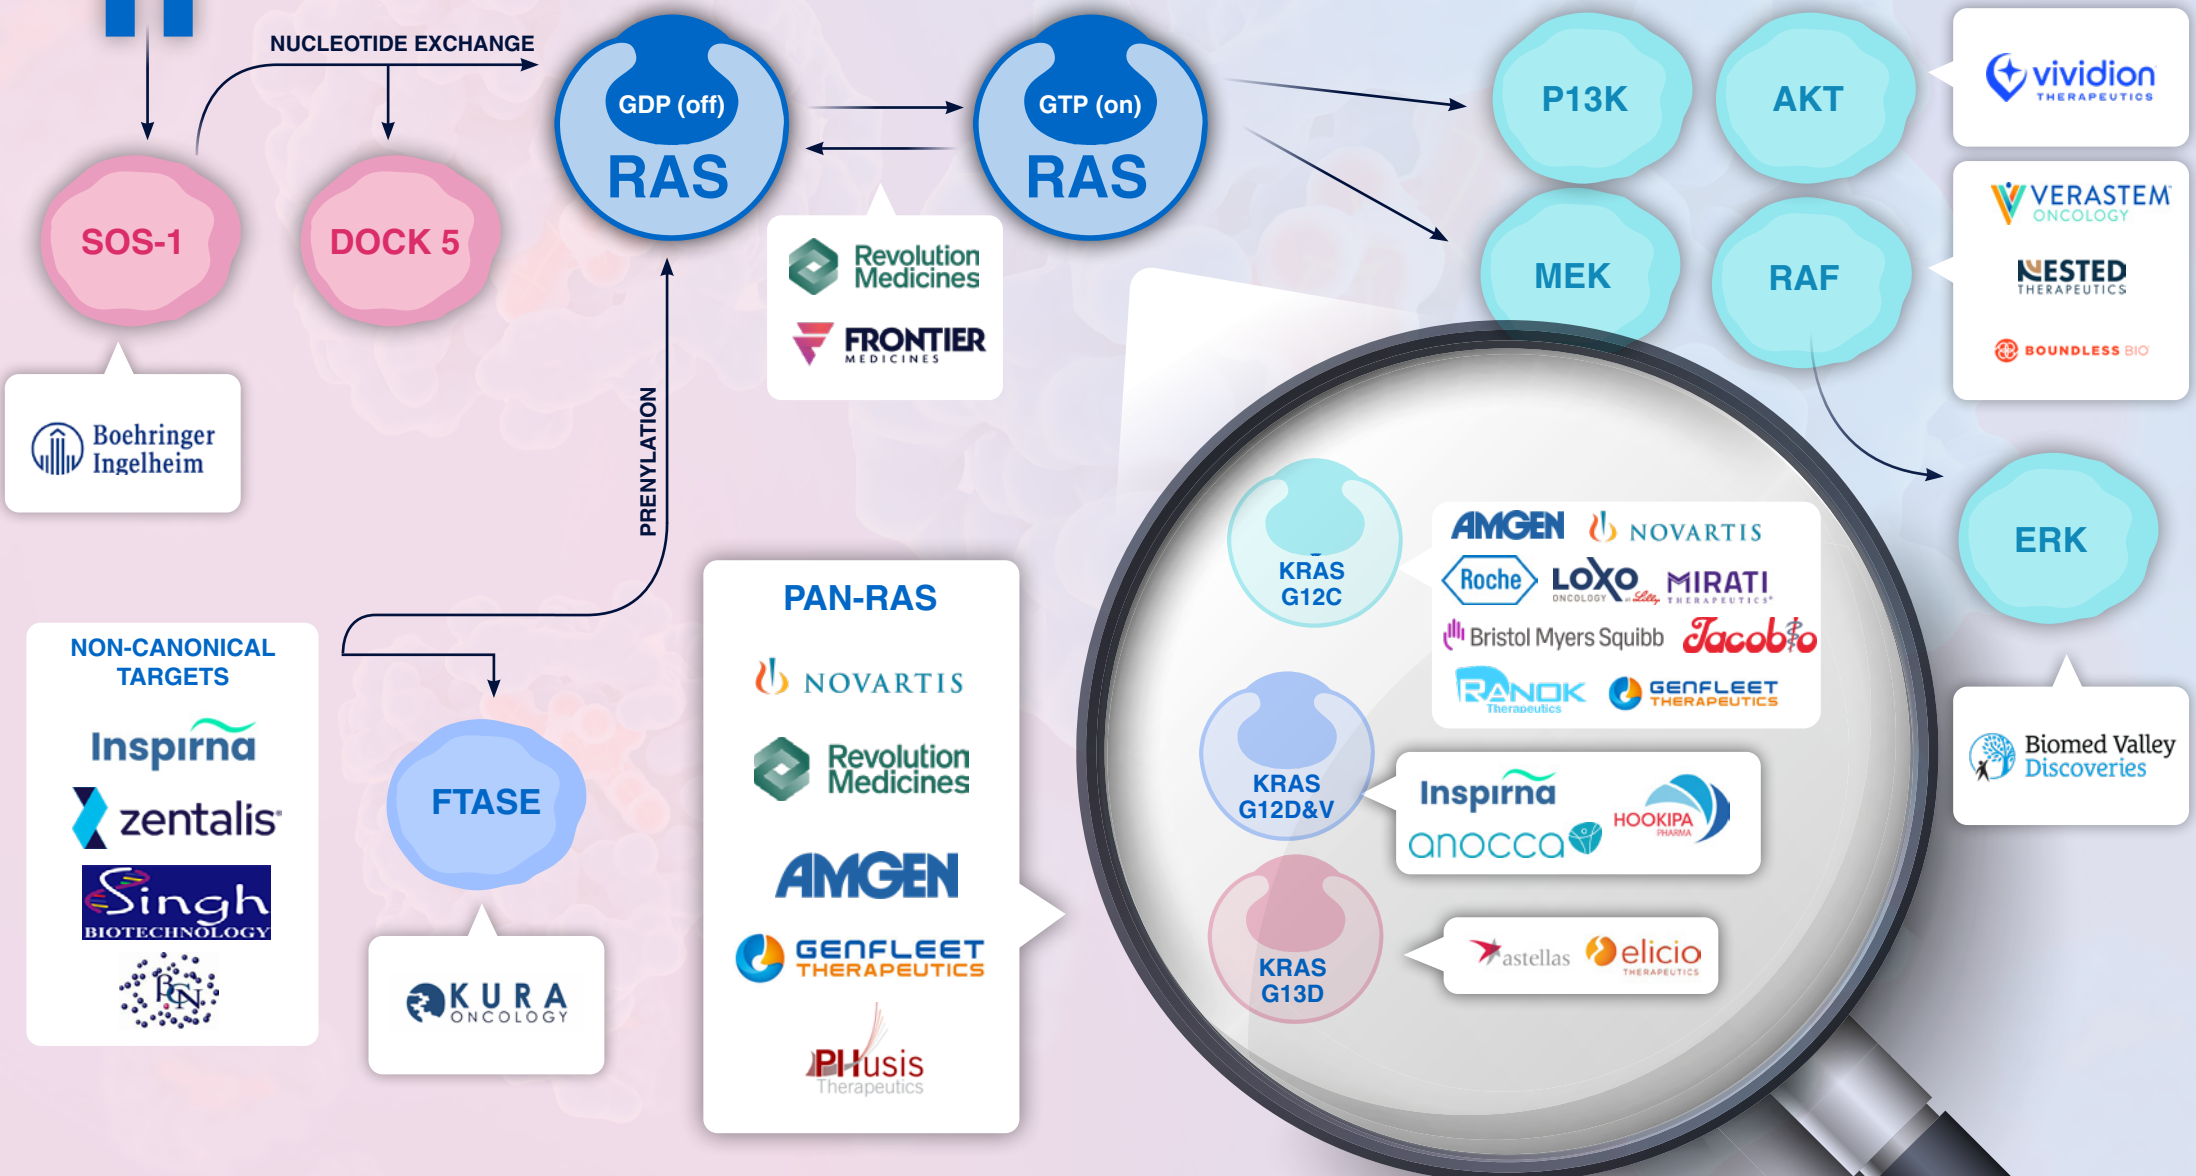 NUCLEOTIDE EXCHANGE
SOS-1
DOCK 5
GDP (off)
RAS
GTP (on)
RAS
P13K
AKT
MEK
RAF
ERK
vividion
THERAPEUTICS
VERASTEM
ONCOLOGY
NESTED
THERAPEUTICS
BOUNDLESS BIO
Revolution
Medicines
FRONTIER
MEDICINES
Boehringer
Ingelheim
PRENYLATION
NON-CANONICAL
TARGETS
Inspirna
zentalis
Singh
BIOTECHNOLOGY
BCN
FTASE
KURA
ONCOLOGY
PAN-RAS
NOVARTIS
Revolution
Medicines
AMGEN
GENFLEET
THERAPEUTICS
PHusis
Therapeutics
KRAS
G12C
AMGEN
NOVARTIS
Roche
LOXO
ONCOLOGY at Lilly
MIRATI
THERAPEUTICS
Bristol Myers Squibb
Jacobio
RANOK
Therapeutics
GENFLEET
THERAPEUTICS
KRAS
G12D&V
Inspirna
HOOKIPA
PHARMA
anocca
KRAS
G13D
astellas
elicio
THERAPEUTICS
Biomed Valley
Discoveries